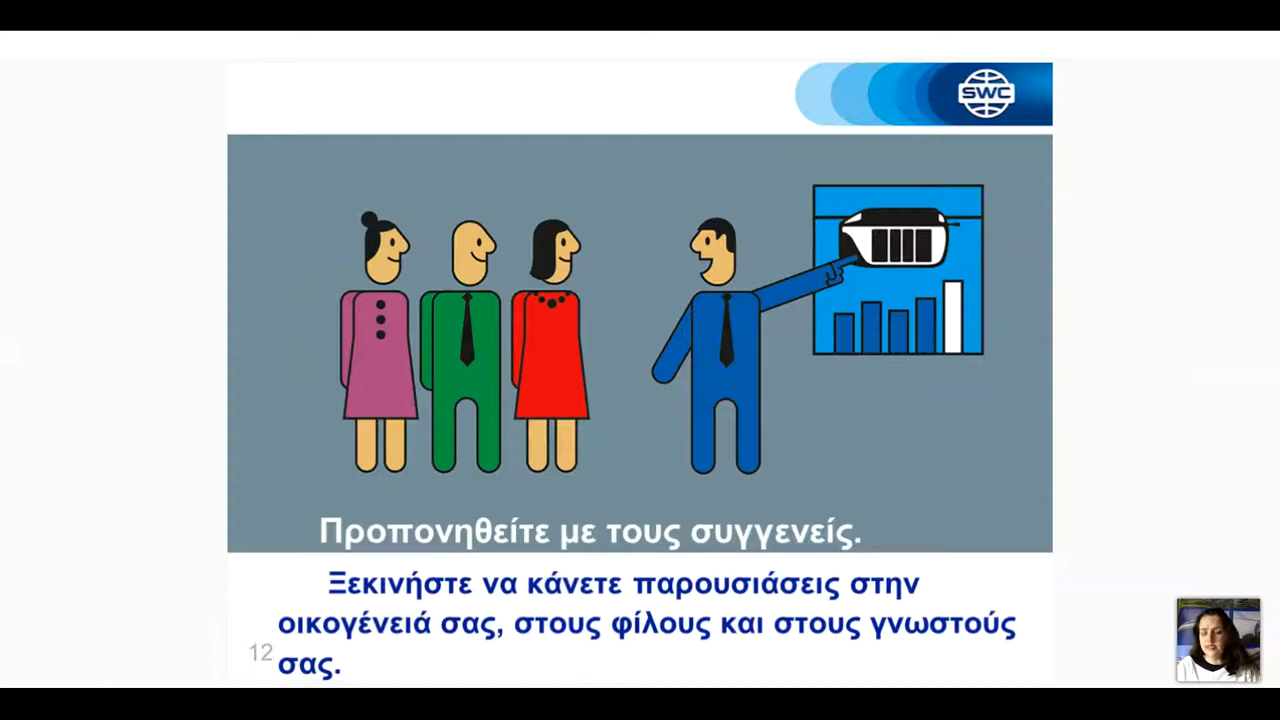 SWC
Προπονηθείτε με τους συγγενείς.
Ξεκινήστε να κάνετε παρουσιάσεις στην
οικογένειά σας, στους φίλους και στους γνωστούς
12 σας.